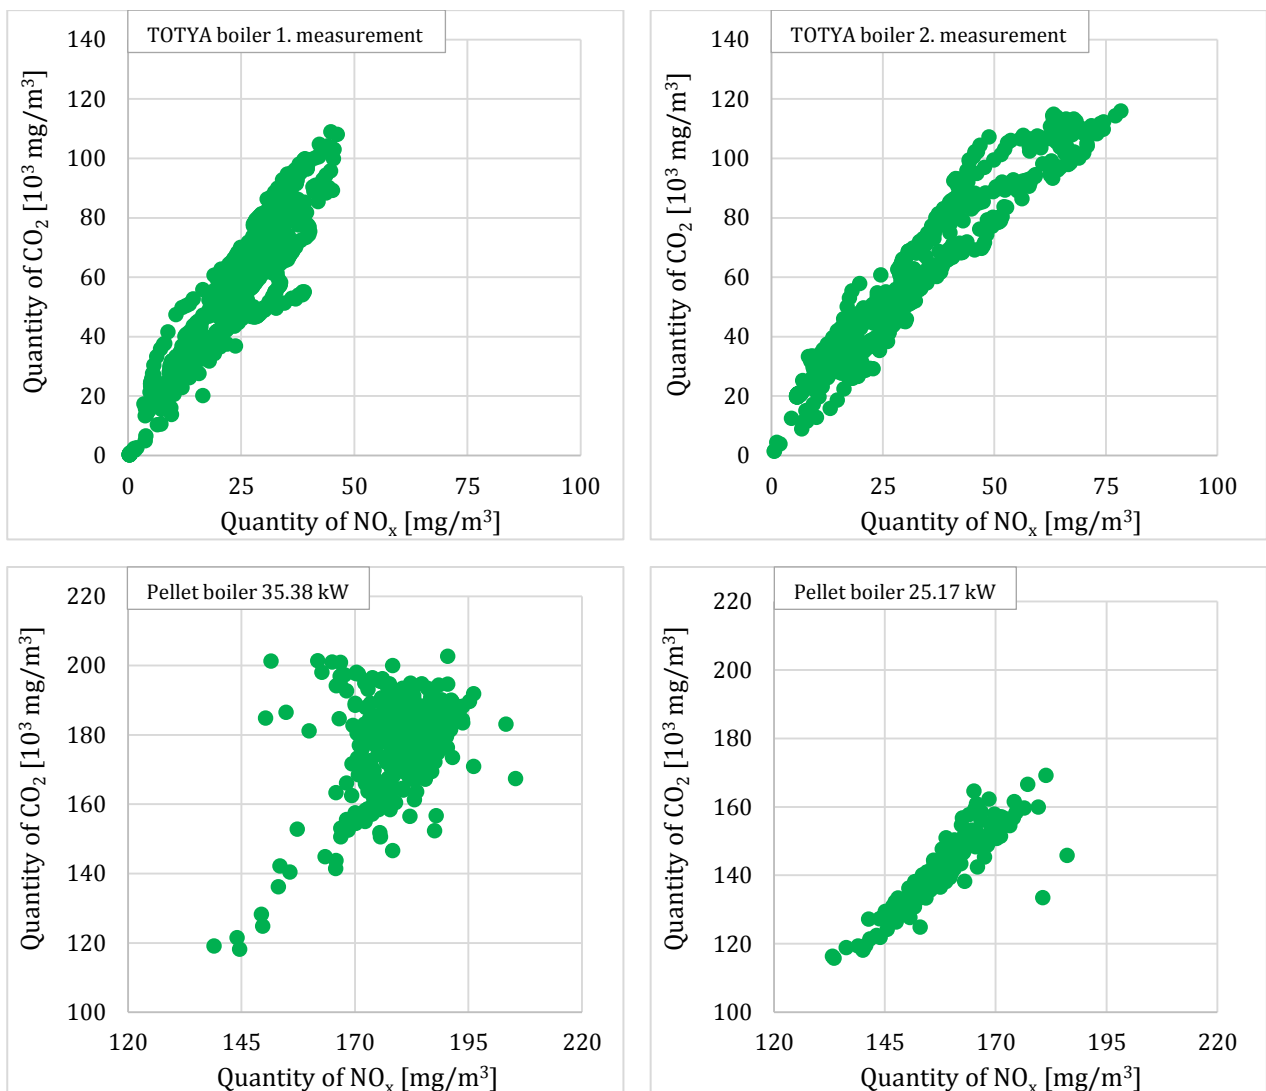 TOTYA boiler 1. measurement
Quantity of CO₂ [10³ mg/m³]
140
120
100
80
60
40
20
0
0 25 50 75 100
Quantity of NOₓ [mg/m³]
TOTYA boiler 2. measurement
Quantity of CO₂ [10³ mg/m³]
140
120
100
80
60
40
20
0
0 25 50 75 100
Quantity of NOₓ [mg/m³]
Pellet boiler 35.38 kW
Quantity of CO₂ [10³ mg/m³]
220
200
180
160
140
120
100
120 145 170 195 220
Quantity of NOₓ [mg/m³]
Pellet boiler 25.17 kW
Quantity of CO₂ [10³ mg/m³]
220
200
180
160
140
120
100
120 145 170 195 220
Quantity of NOₓ [mg/m³]